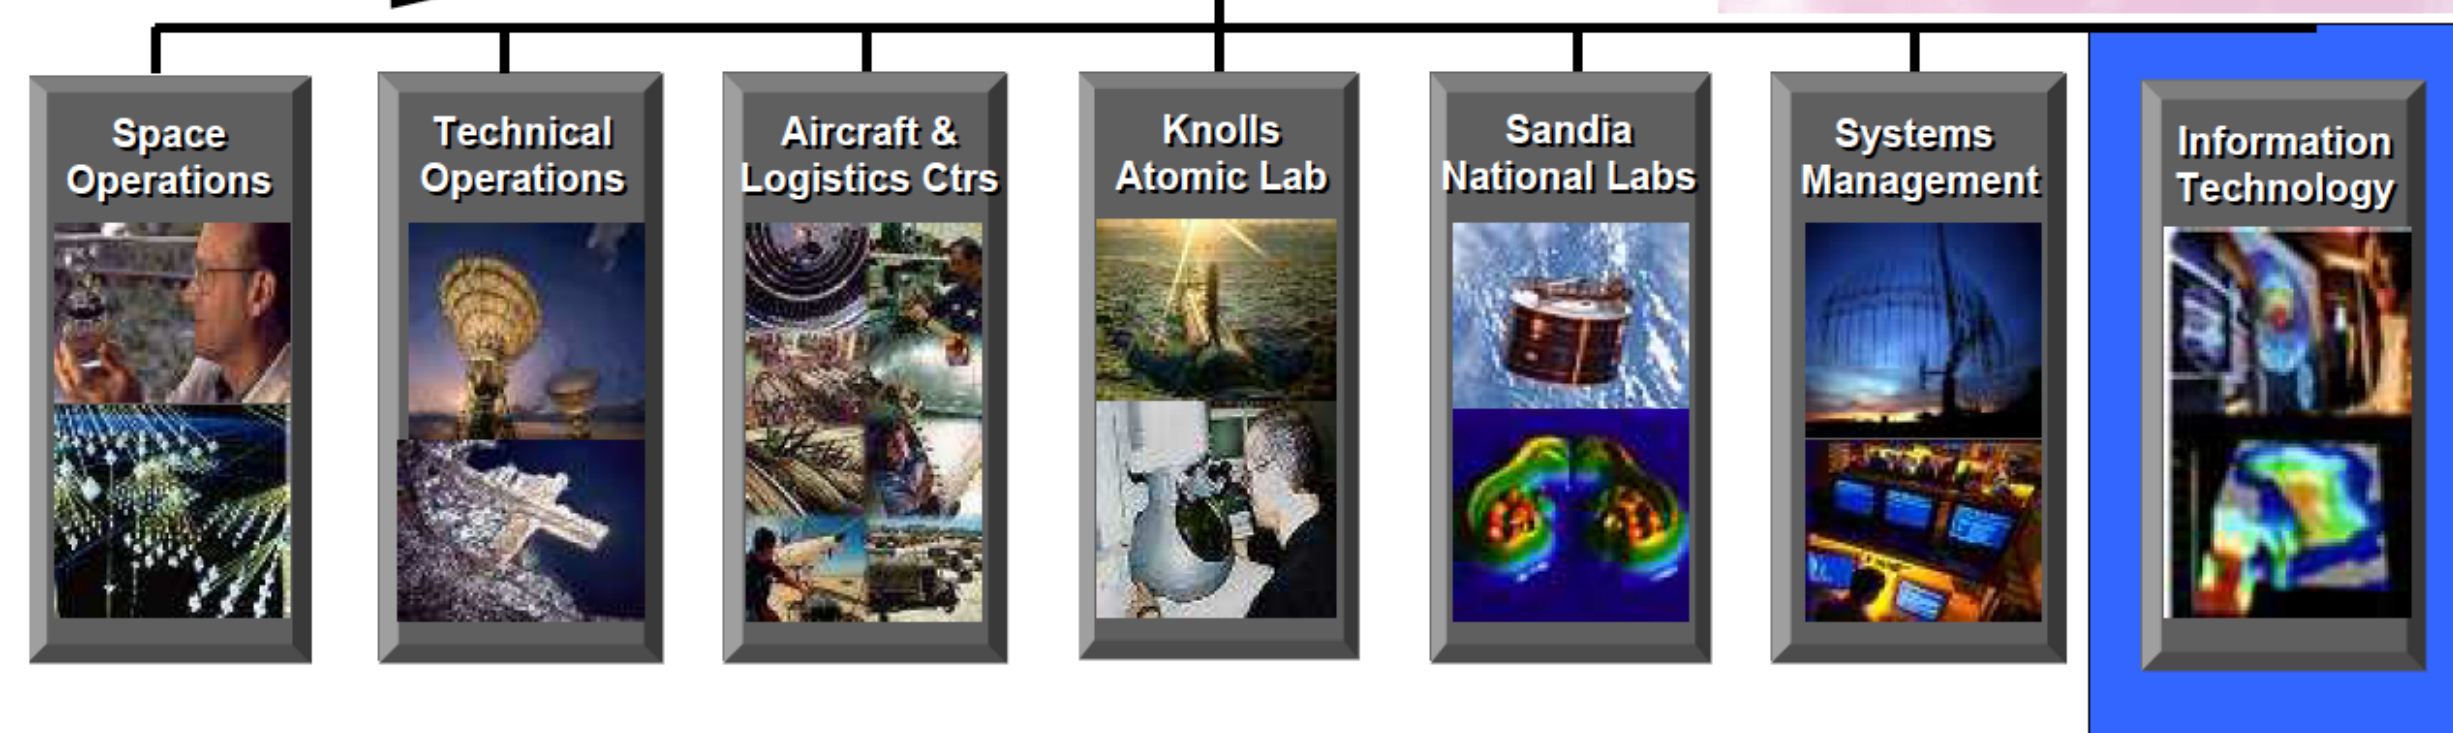 Space
Operations
Technical
Operations
Aircraft &
Logistics Ctrs
Knolls
Atomic Lab
Sandia
National Labs
Systems
Management
Information
Technology